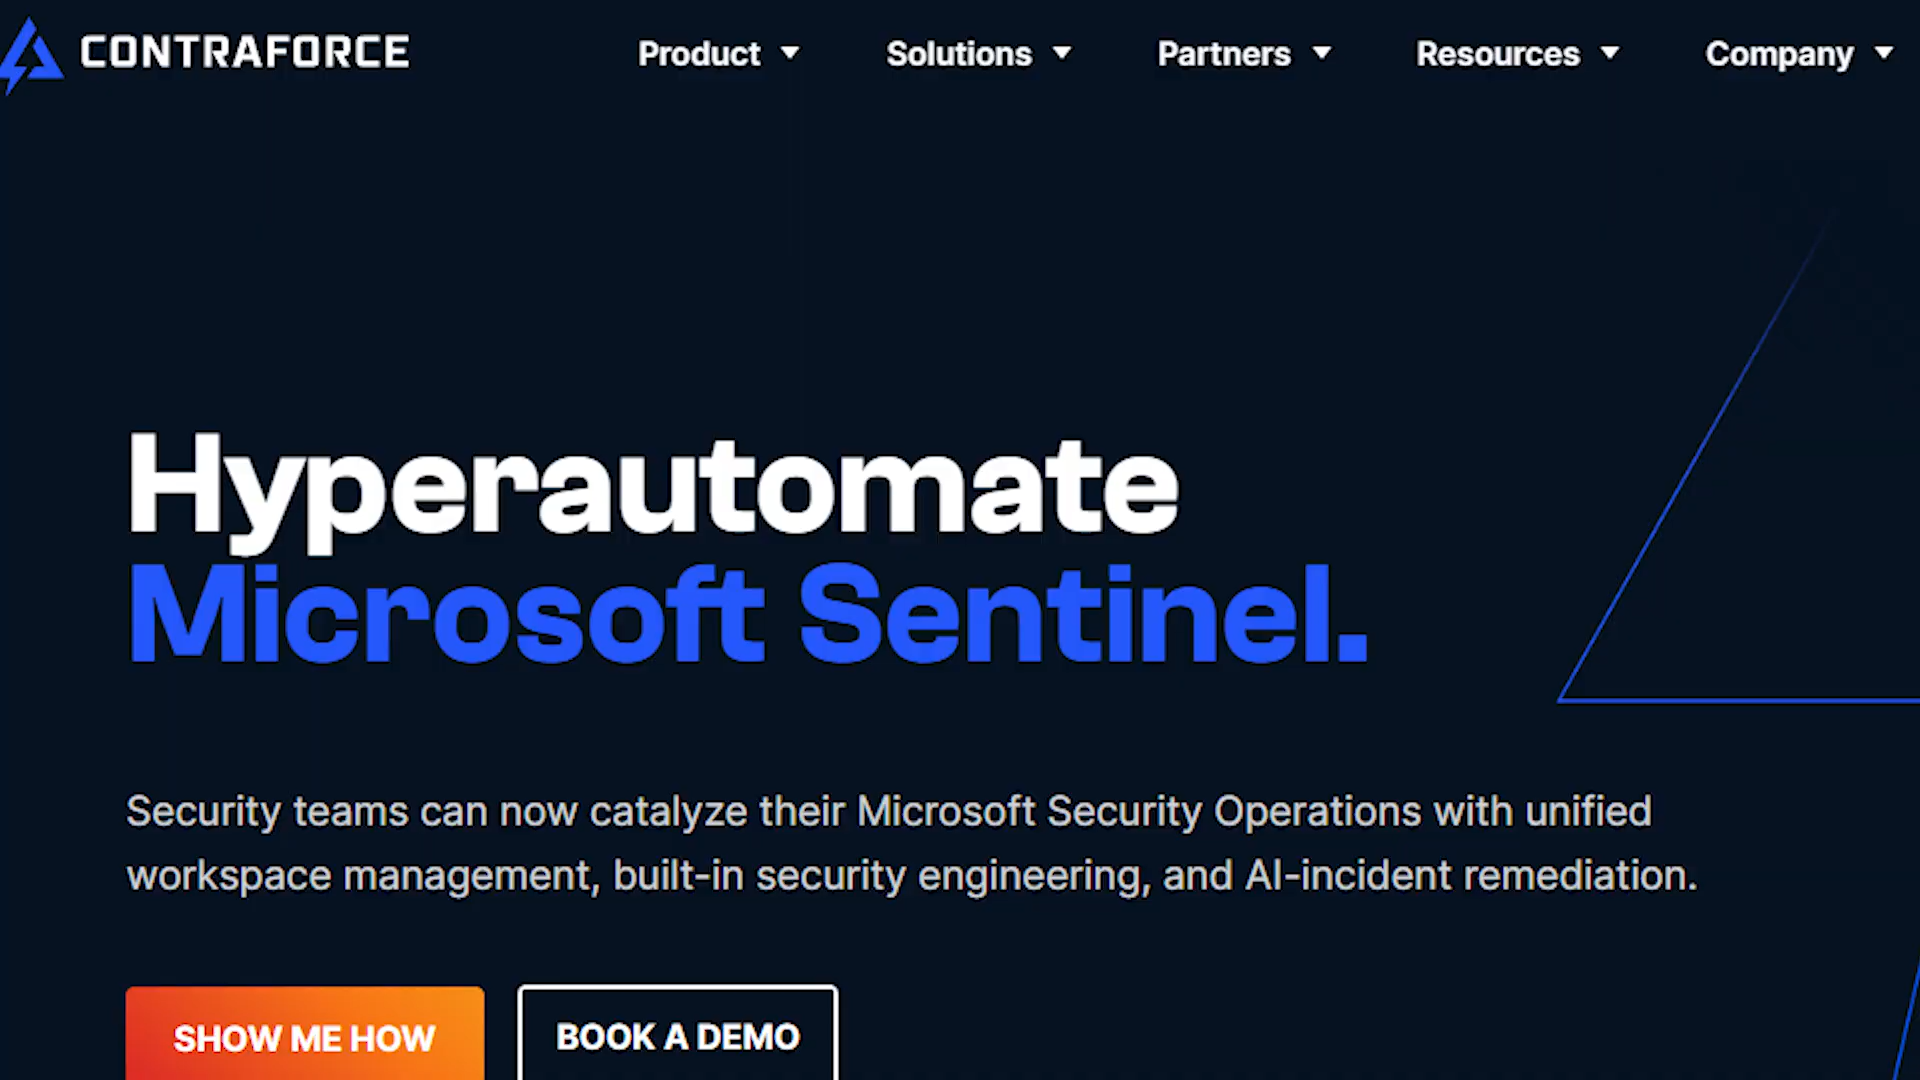 CONTRAFORCE
Product
Solutions
Partners
Resources
Company
Hyperautomate
Microsoft Sentinel.
Security teams can now catalyze their Microsoft Security Operations with unified
workspace management, built-in security engineering, and AI-incident remediation.
SHOW ME HOW
BOOK A DEMO